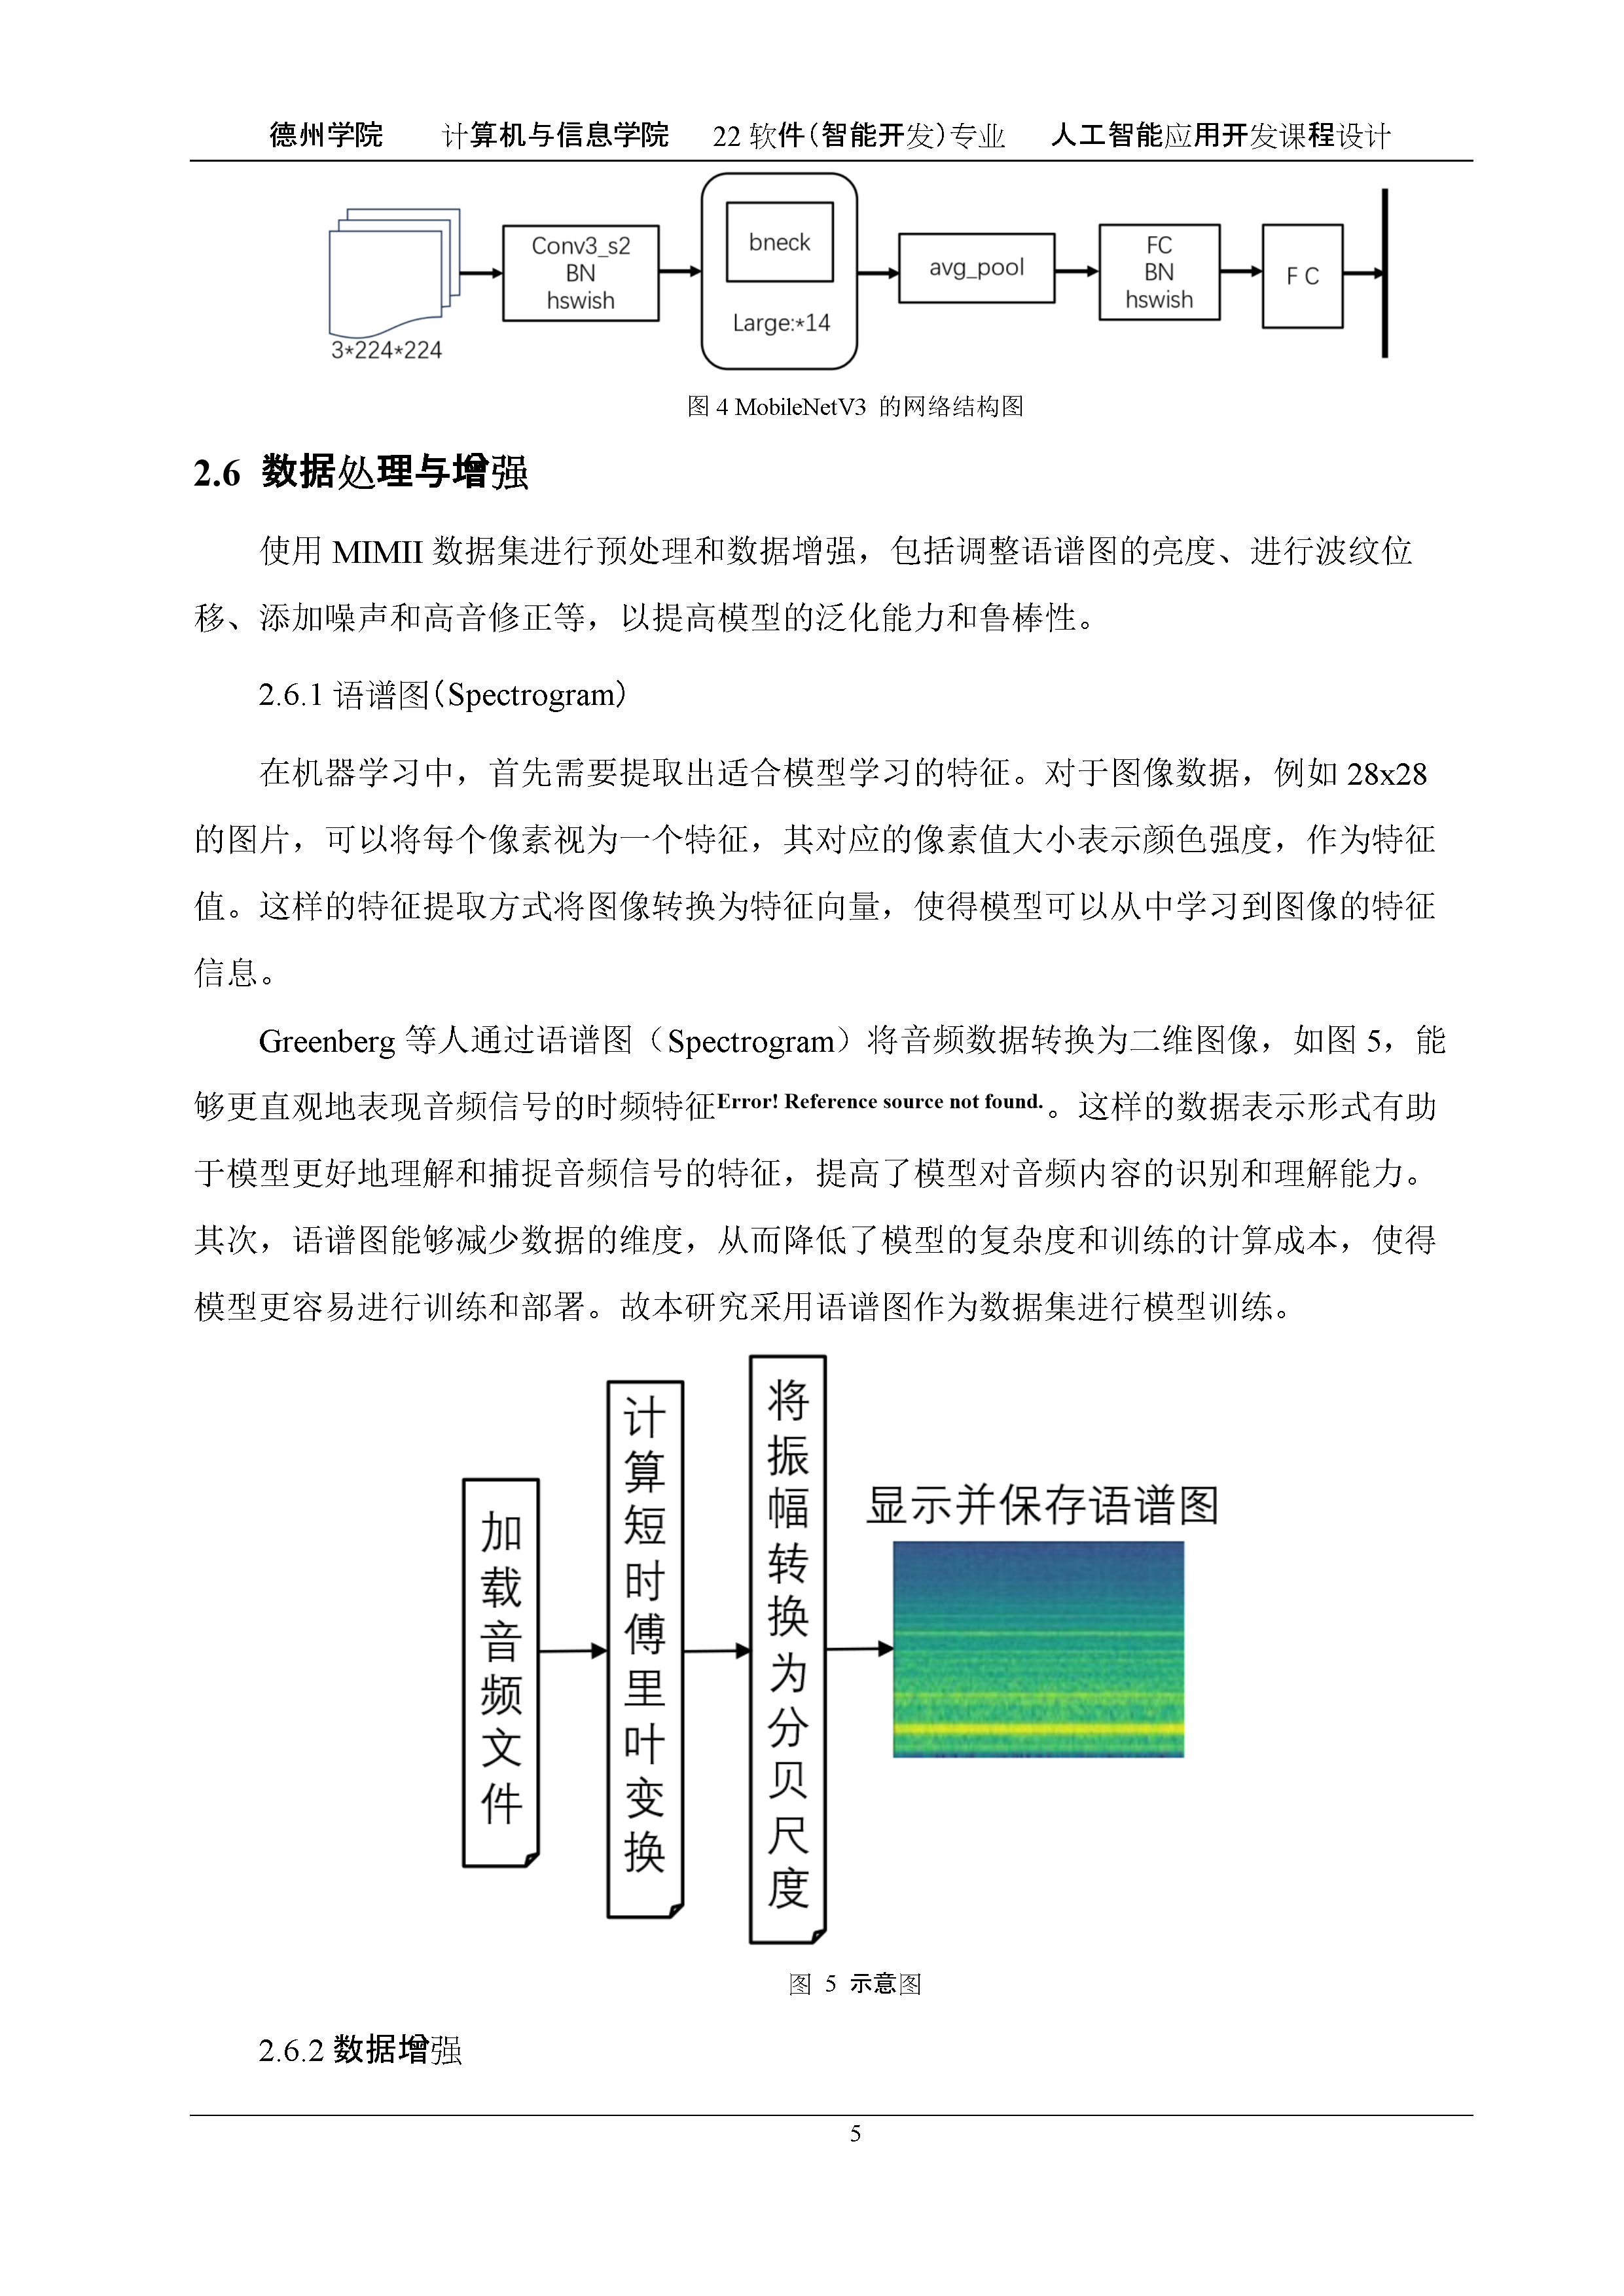 德州学院 计算机与信息学院 22 软件（智能开发）专业 人工智能应用开发课程设计
Conv3_s2
BN
hswish
bneck
Large:*14
avg_pool
FC
BN
hswish
F C
3*224*224
图 4 MobileNetV3 的网络结构图
2.6 数据处理与增强
使用 MIMII 数据集进行预处理和数据增强，包括调整语谱图的亮度、进行波纹位
移、添加噪声和高音修正等，以提高模型的泛化能力和鲁棒性。
2.6.1 语谱图（Spectrogram）
在机器学习中，首先需要提取出适合模型学习的特征。对于图像数据，例如 28x28
的图片，可以将每个像素视为一个特征，其对应的像素值大小表示颜色强度，作为特征
值。这样的特征提取方式将图像转换为特征向量，使得模型可以从中学习到图像的特征
信息。
Greenberg 等人通过语谱图（Spectrogram）将音频数据转换为二维图像，如图 5，能
够更直观地表现音频信号的时频特征Error! Reference source not found.。这样的数据表示形式有助
于模型更好地理解和捕捉音频信号的特征，提高了模型对音频内容的识别和理解能力。
其次，语谱图能够减少数据的维度，从而降低了模型的复杂度和训练的计算成本，使得
模型更容易进行训练和部署。故本研究采用语谱图作为数据集进行模型训练。
加载音频文件
计算短时傅里叶变换
将振幅转换为分贝尺度
显示并保存语谱图
图 5 示意图
2.6.2 数据增强
5